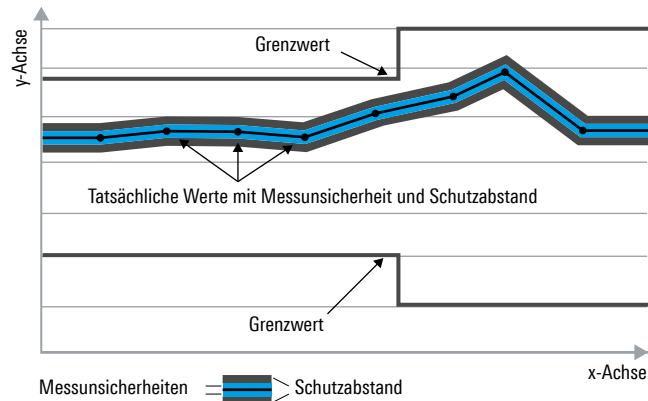 y-Achse
Grenzwert
Tatsächliche Werte mit Messunsicherheit und Schutzabstand
Grenzwert
x-Achse
Messunsicherheiten
Schutzabstand